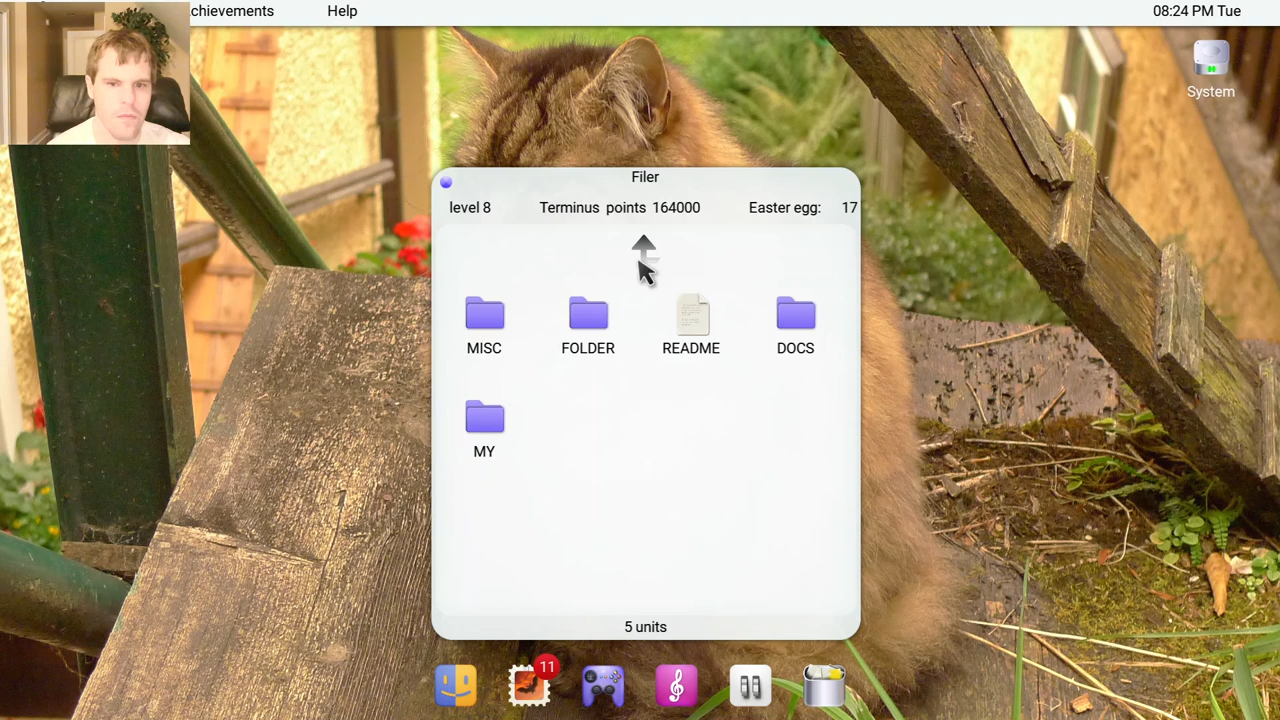 chievements Help 08:24 PM Tue
System
Filer
level 8 Terminus points 164000 Easter egg: 17
MISC FOLDER README DOCS
MY
5 units
11